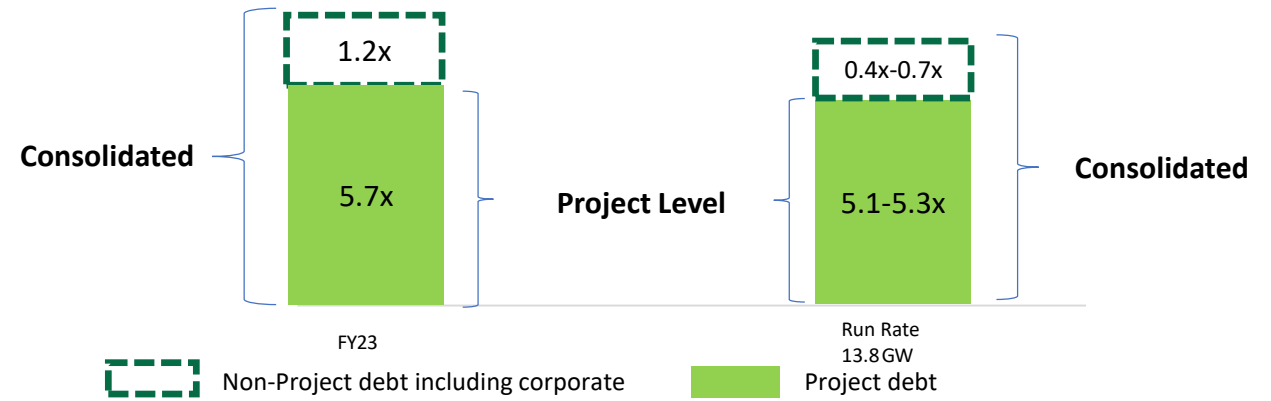 1.2x
0.4x-0.7x
Consolidated
Consolidated
5.7x
Project Level
5.1-5.3x
FY23
Run Rate
13.8 GW
Non-Project debt including corporate
Project debt